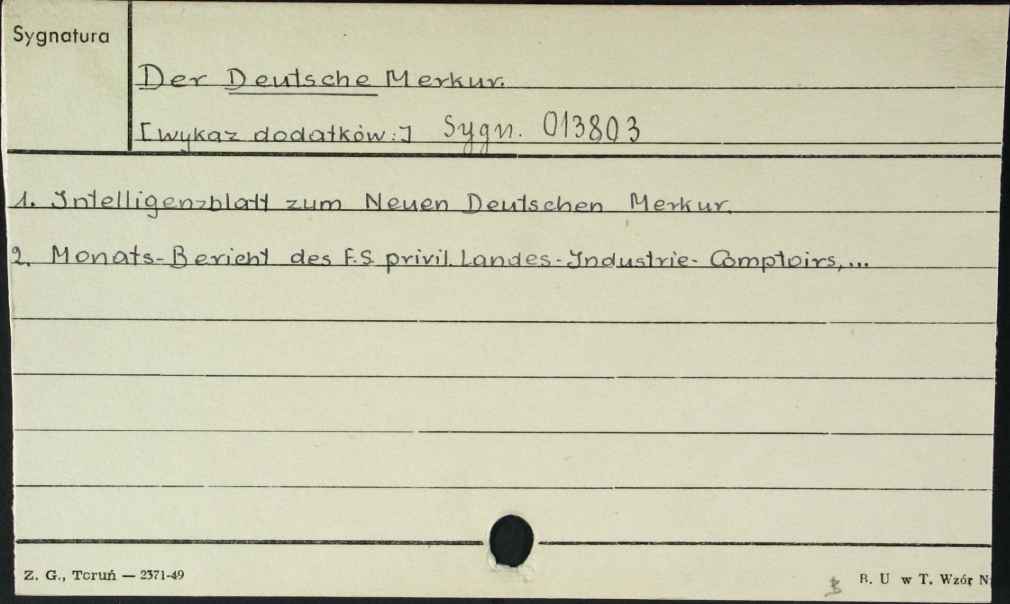 Sygnatura
Der Deutsche Merkur.
[wykaz dodatków:] Sygn. 013803
1. Intelligenzblatt zum Neuen Deutschen Merkur.
2. Monats-Bericht des F.S. privil. Landes-Industrie-Comptoirs,...
Z. G., Toruń — 2371-49
B. U w T. Wzór N